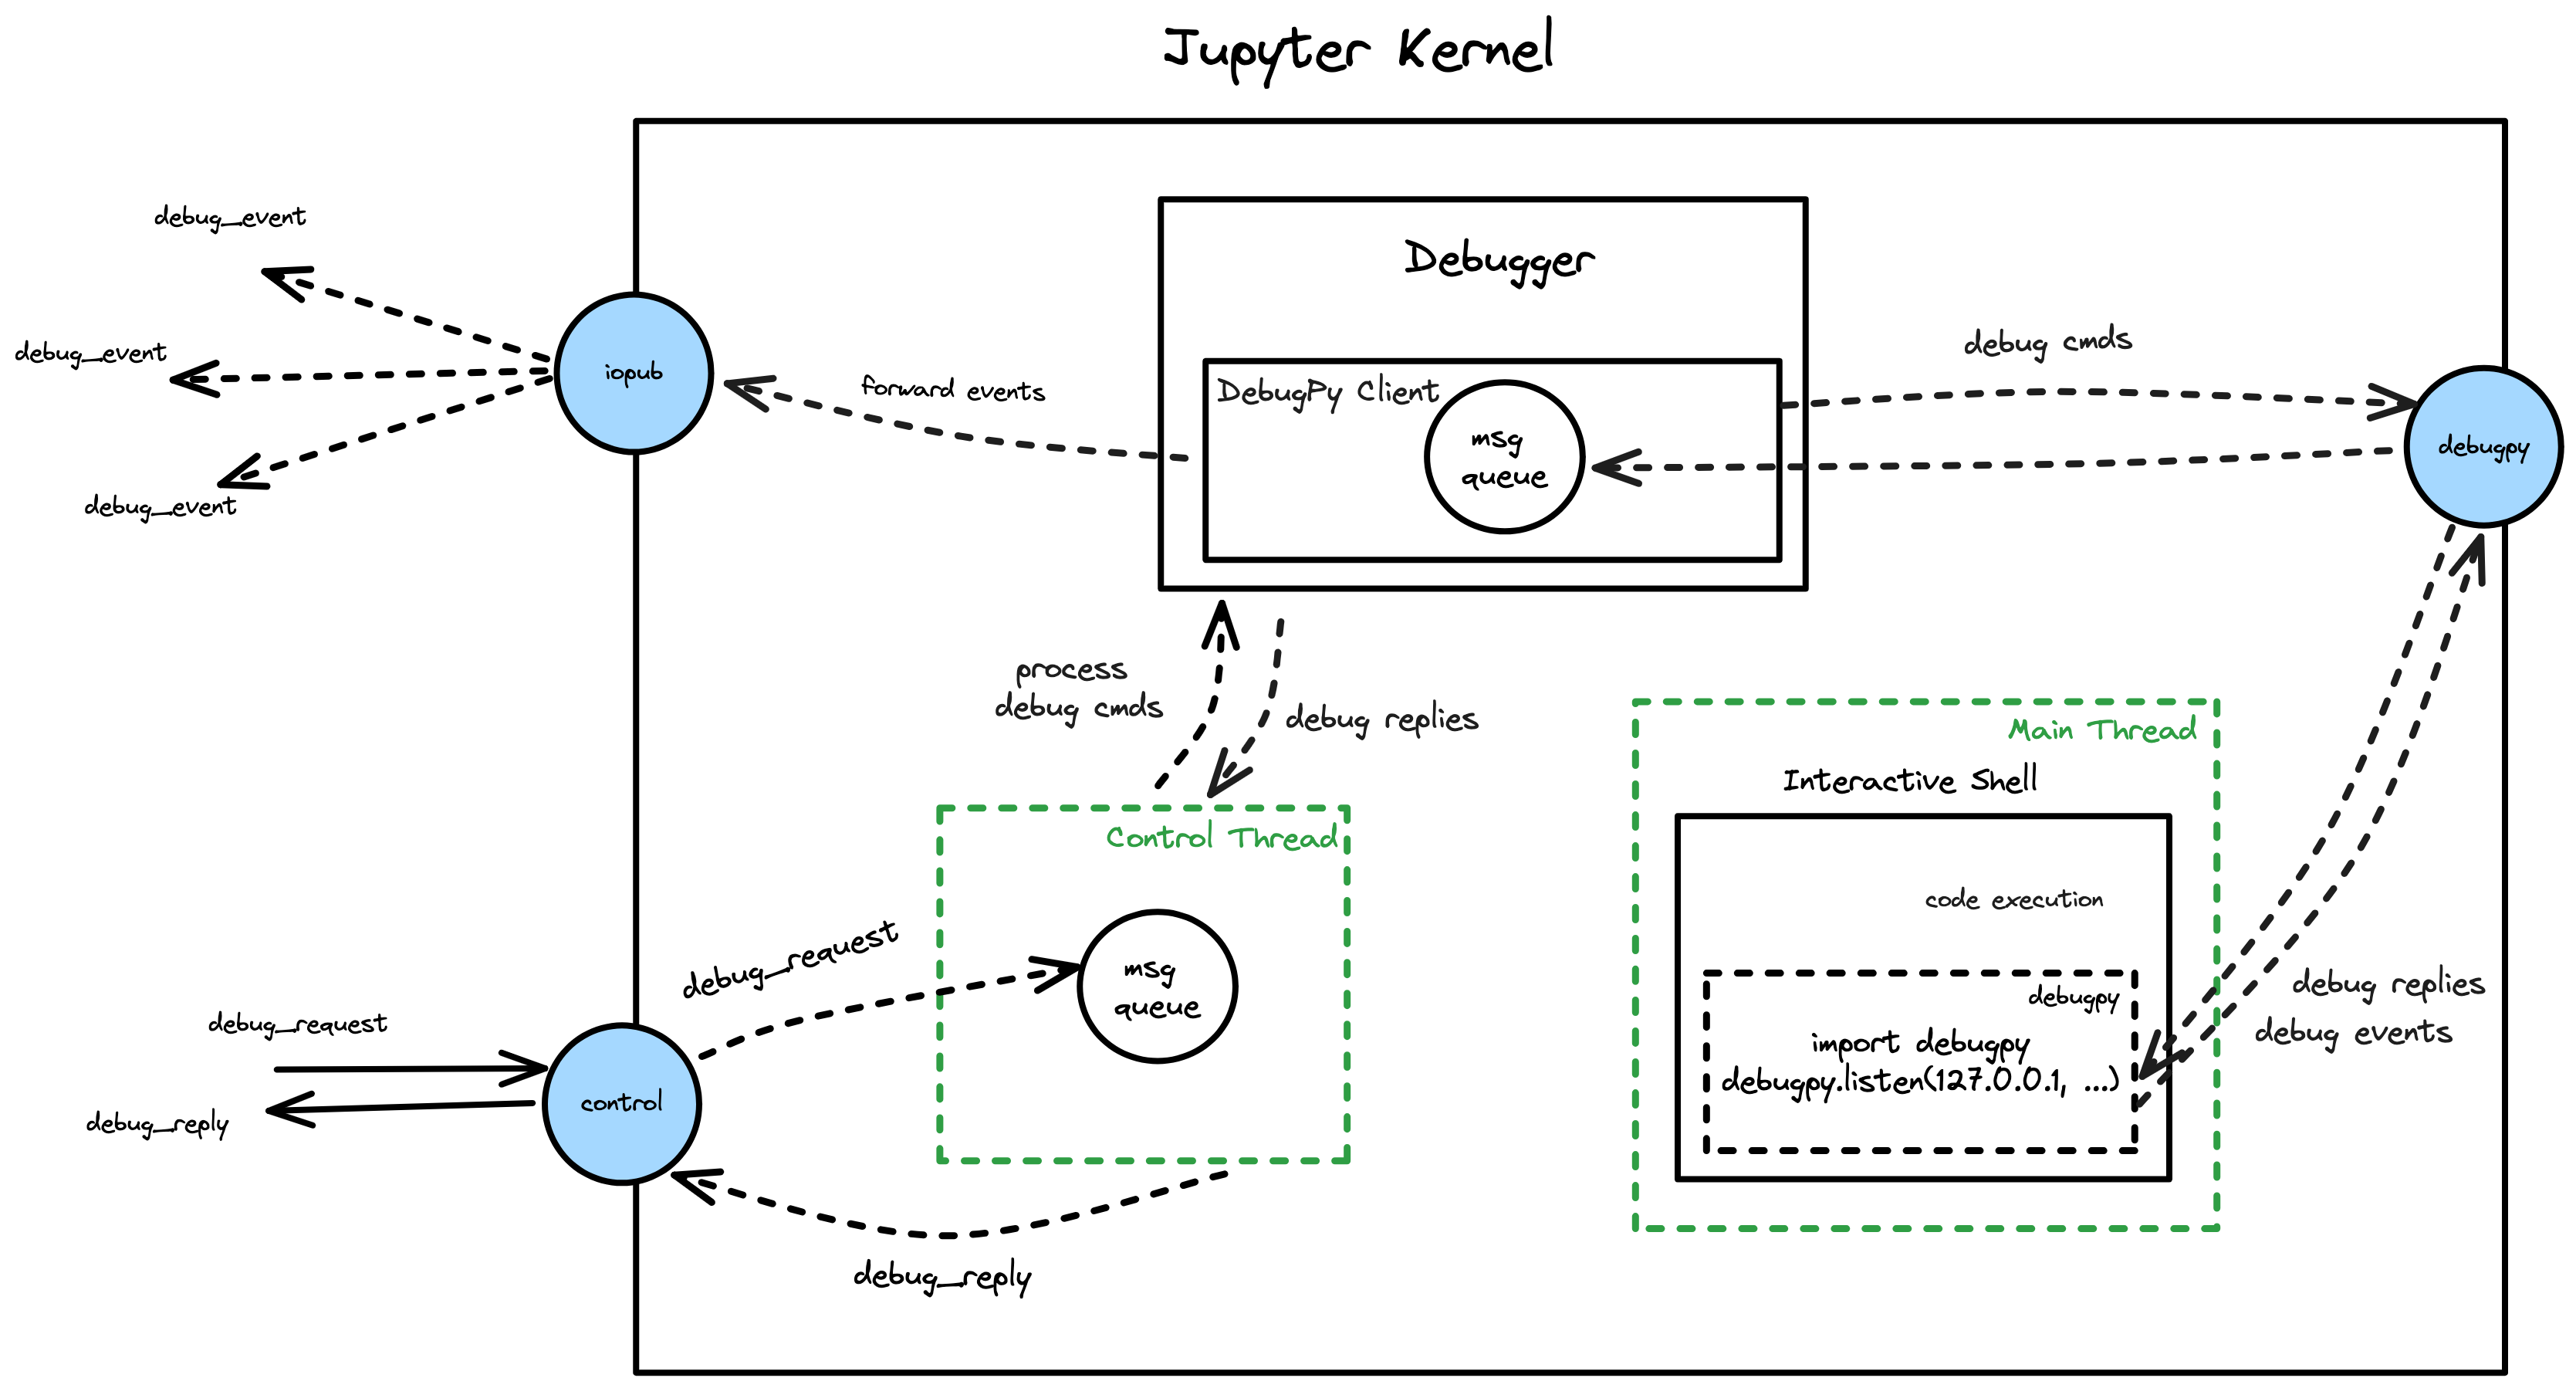 Jupyter Kernel
debug_event
debug_event
debug_event
iopub
forward events
Debugger
DebugPy Client
msg
queue
debug cmds
debugpy
process
debug cmds
debug replies
Control Thread
msg
queue
debug_request
debug_request
debug_reply
control
debug_reply
Main Thread
Interactive Shell
code execution
debugpy
import debugpy
debugpy.listen(127.0.0.1, ...)
debug replies
debug events